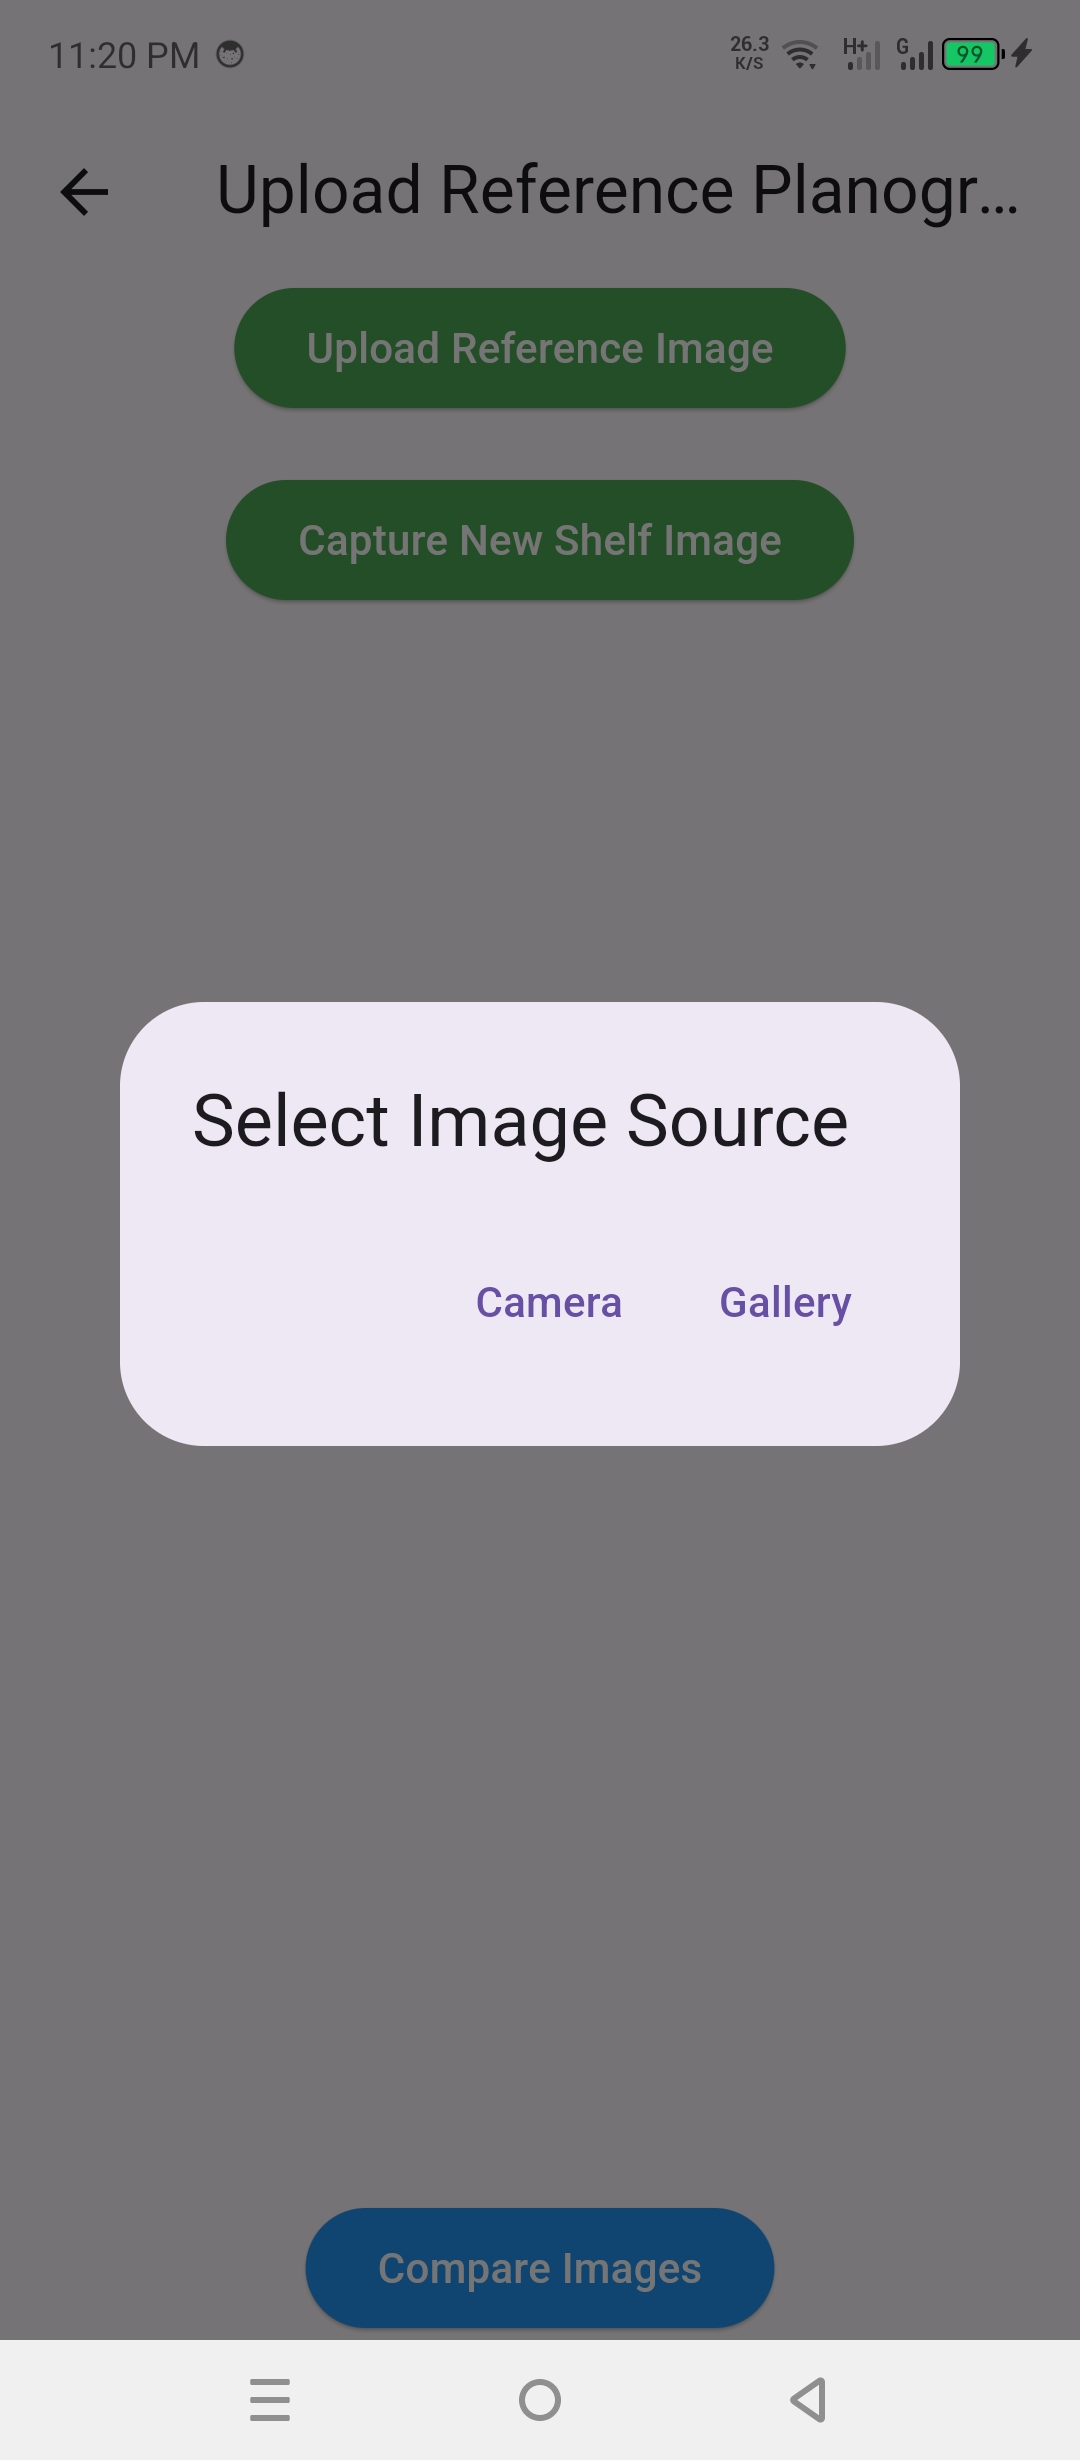 11:20 PM
26.3
K/S
H+
G
99
Upload Reference Planogr...
Upload Reference Image
Capture New Shelf Image
Select Image Source
Camera Gallery
Compare Images